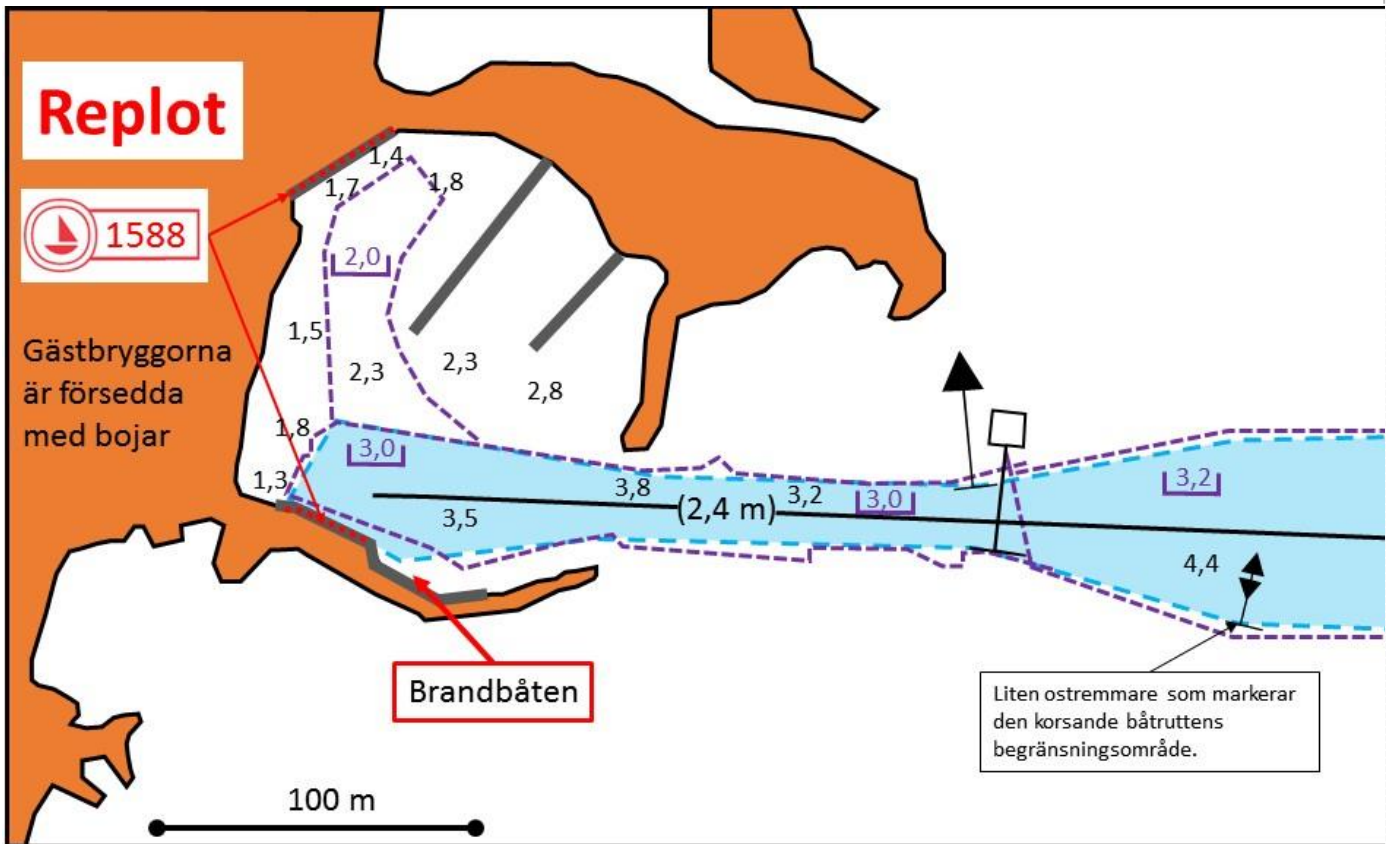 Replot
1588
Gästbryggorna
är försedda
med bojar
1,4
1,7
1,8
2,0
1,5
2,3
2,3
2,8
1,8
3,0
1,3
3,5
3,8
(2,4 m)
3,2
3,0
3,2
4,4
Brandbåten
Liten ostremmare som markerar
den korsande båtruttens
begränsningsområde.
100 m